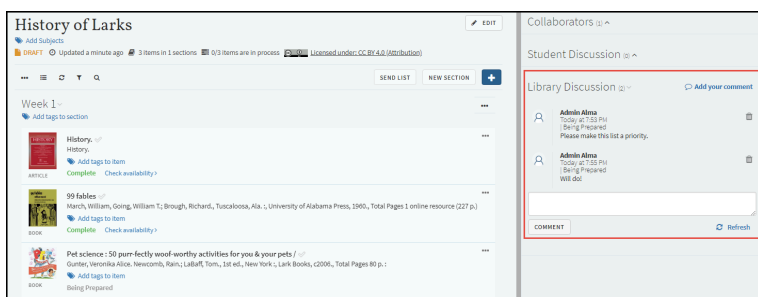 History of Larks
EDIT
Add Subjects
DRAFT Updated a minute ago 3 items in 1 sections 0/3 items are in process Licensed under: CC BY 4.0 (Attribution)
SEND LIST NEW SECTION +
Week 1
Add tags to section
History.
History.
Add tags to item
Complete Check availability >
ARTICLE
99 fables
March, William, Going, William T.; Brough, Richard., Tuscaloosa, Ala. :, University of Alabama Press, 1960., Total Pages 1 online resource (227 p.)
Add tags to item
Complete Check availability >
BOOK
Pet science : 50 purr-fectly woof-worthy activities for you & your pets /
Gunter, Veronika Alice. Newcomb, Rain.; LaBaff, Tom., 1st ed., New York :, Lark Books, c2006., Total Pages 80 p. :
Add tags to item
Being Prepared
BOOK
Collaborators (1)
Student Discussion (0)
Library Discussion (2)
Add your comment
Admin Alma
Today at 7:53 PM
| Being Prepared
Please make this list a priority.
Admin Alma
Today at 7:55 PM
| Being Prepared
Will do!
COMMENT
Refresh